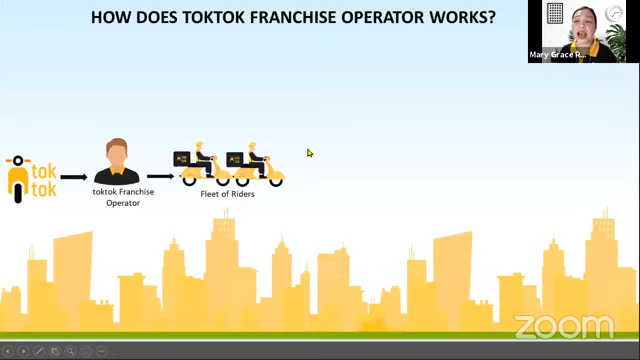 HOW DOES TOKTOK FRANCHISE OPERATOR WORKS?
Mary Grace R...
tok
tok
toktok Franchise
Operator
Fleet of Riders
zoom